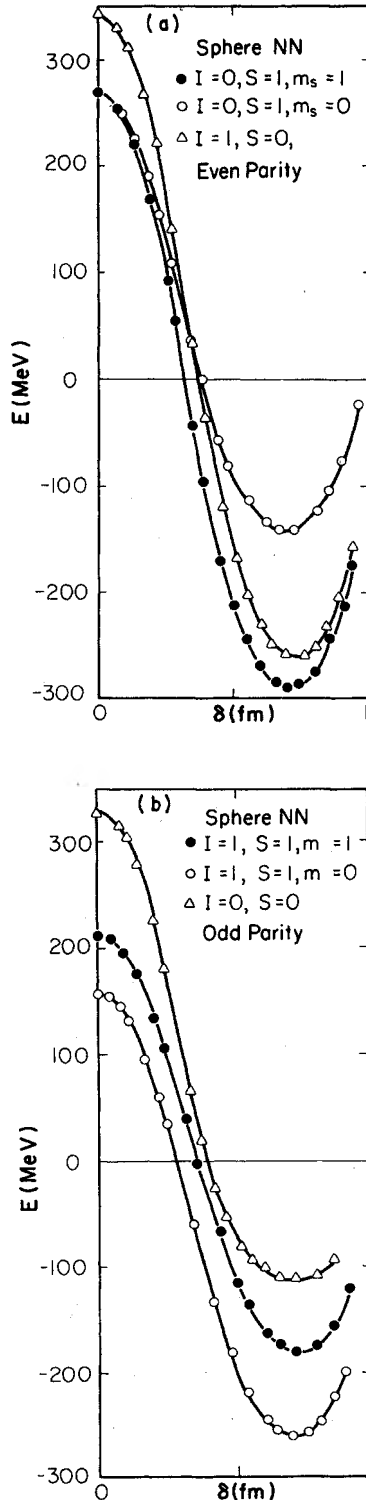 (a)
Sphere NN
● I=0, S=1, mₛ=1
○ I=0, S=1, mₛ=0
△ I=1, S=0,
Even Parity
300
200
100
0
-100
-200
-300
E (MeV)
0
δ(fm)
1
(b)
Sphere NN
● I=1, S=1, m =1
○ I=1, S=1, m =0
△ I=0, S=0
Odd Parity
300
200
100
0
-100
-200
-300
E (MeV)
0
δ(fm)